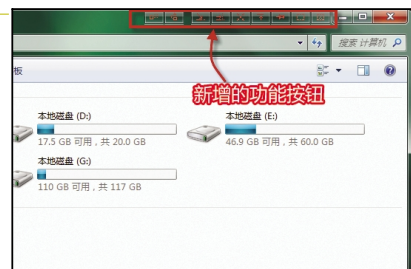 搜索 计算机
板
新增的功能按钮
本地磁盘 (D:)
17.5 GB 可用，共 20.0 GB
本地磁盘 (E:)
46.9 GB 可用，共 60.0 GB
本地磁盘 (G:)
110 GB 可用，共 117 GB